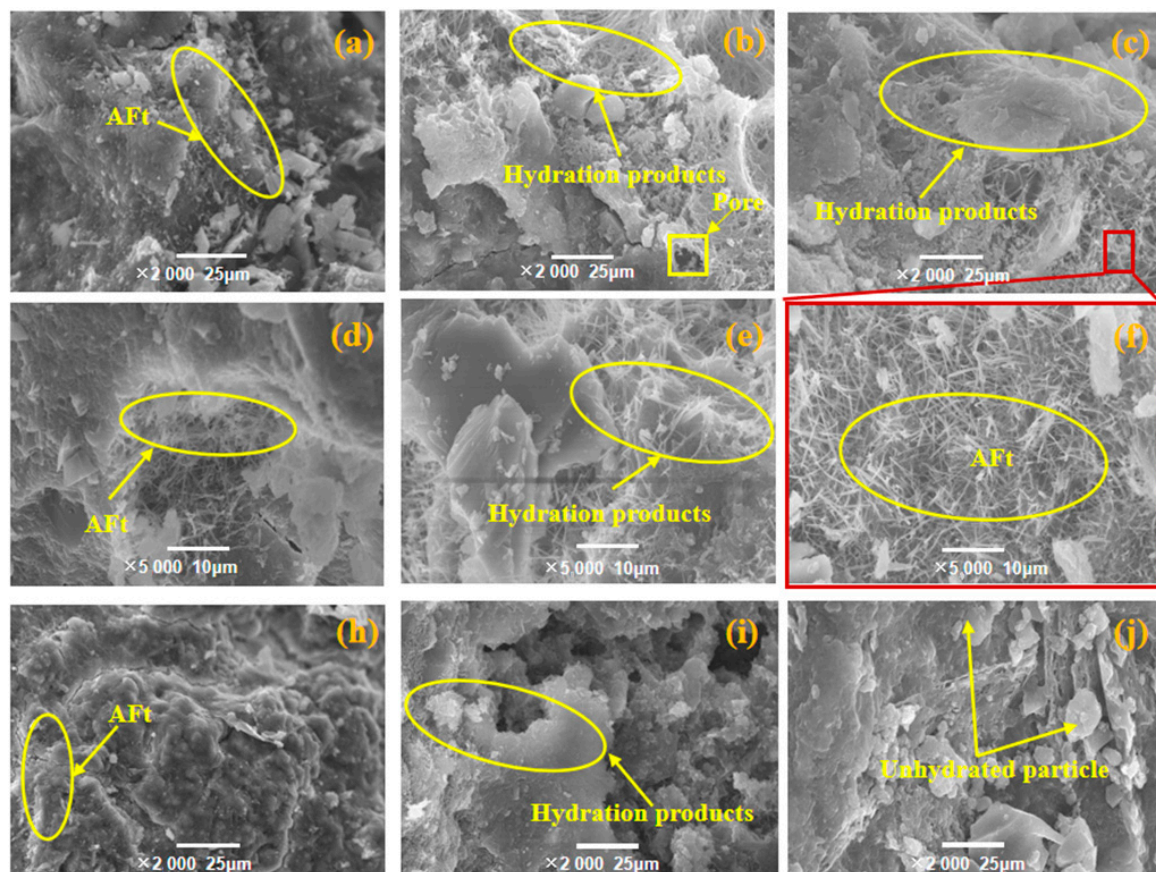 (a)
AFt
×2 000 25μm
(b)
Hydration products
Pore
×2 000 25μm
(c)
Hydration products
×2 000 25μm
(d)
AFt
×5 000 10μm
(e)
Hydration products
×5 000 10μm
(f)
AFt
×5 000 10μm
(h)
AFt
×2 000 25μm
(i)
Hydration products
×2 000 25μm
(j)
Unhydrated particle
×2 000 25μm